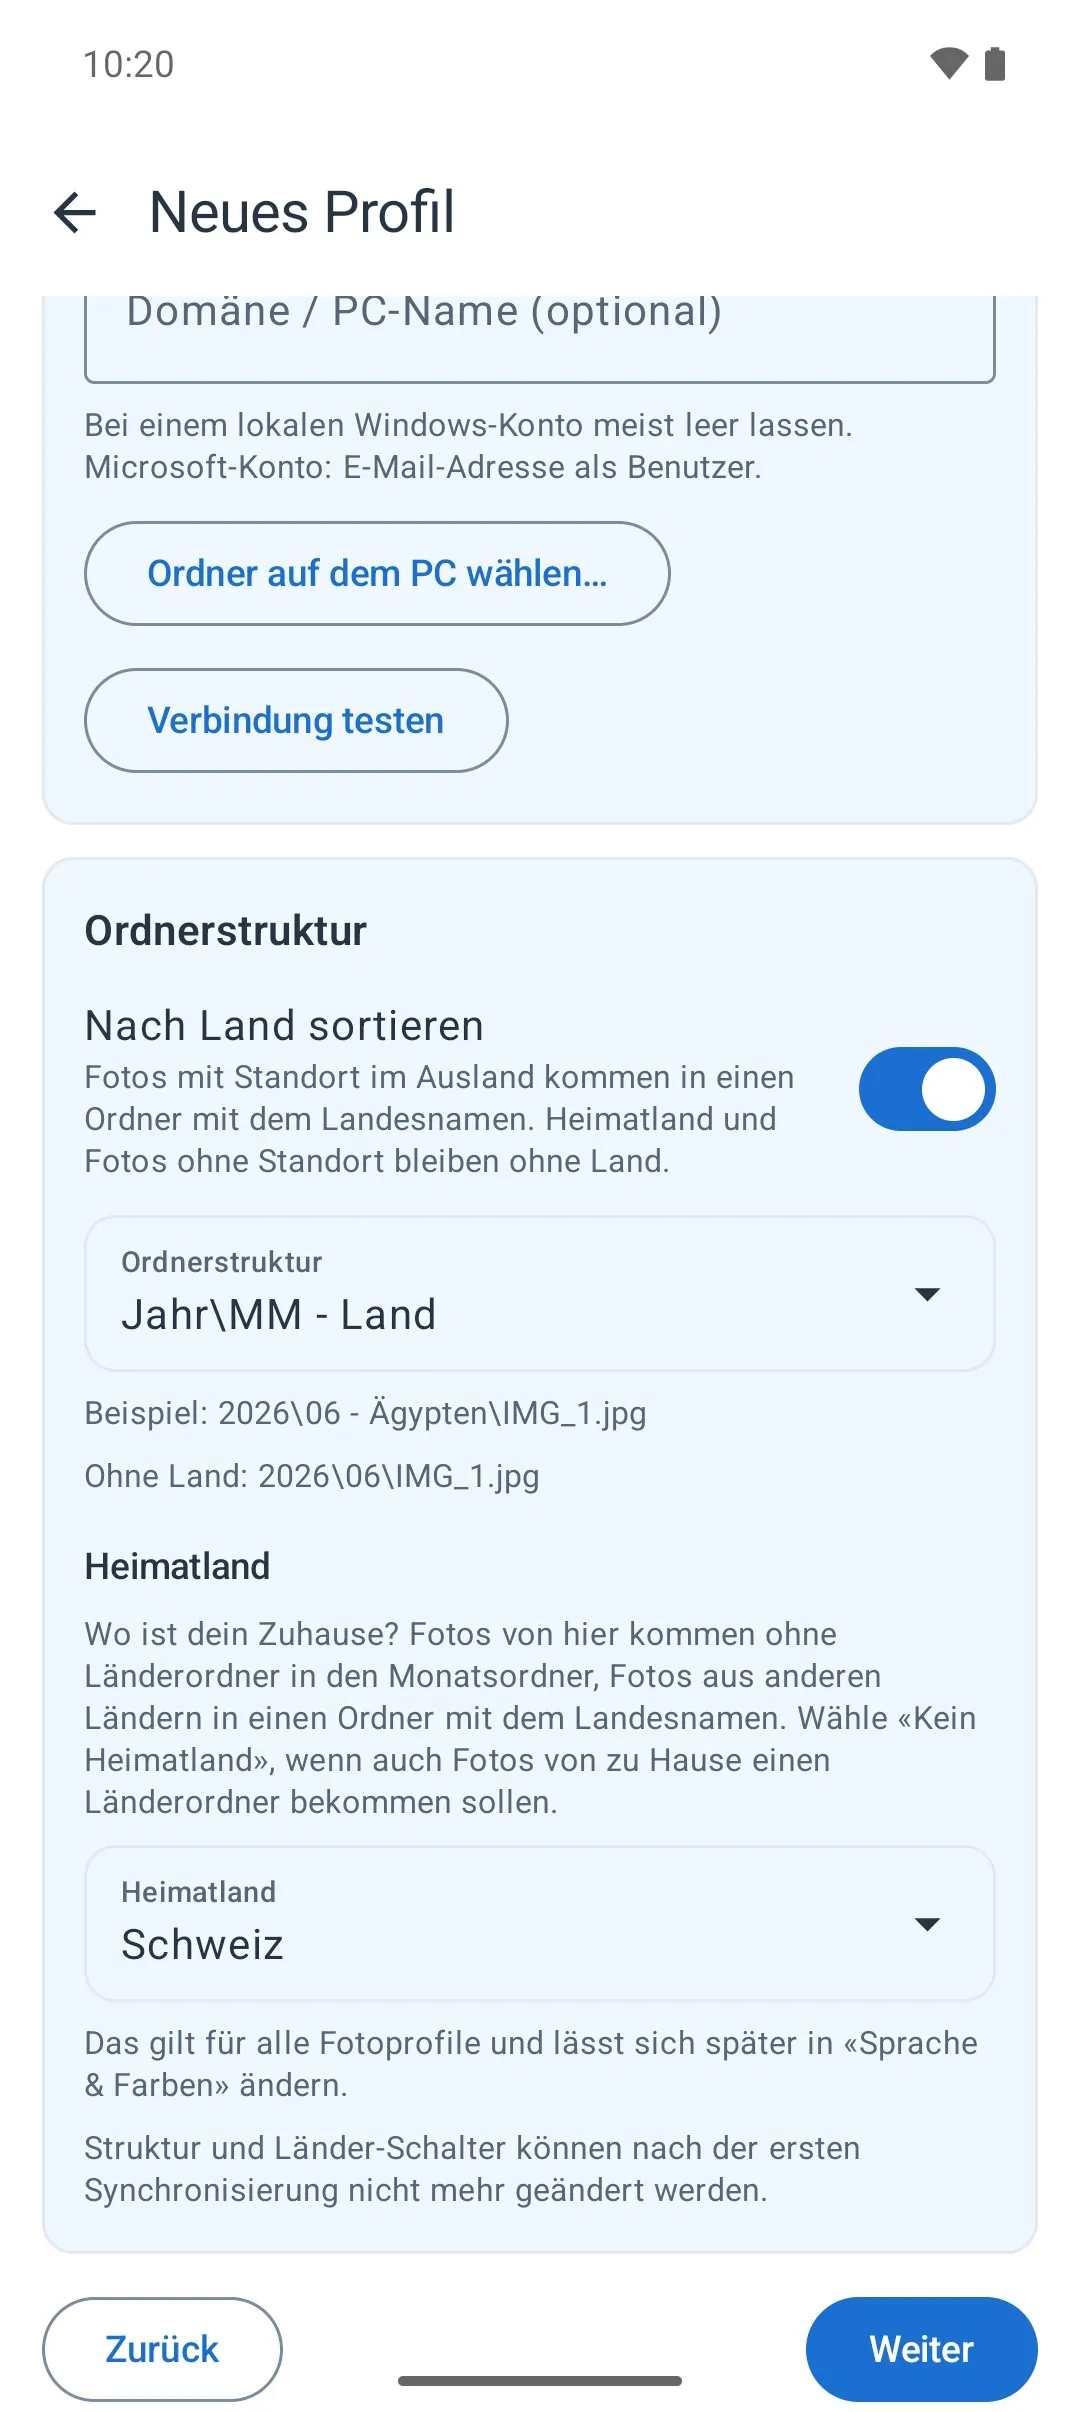 10:20
Neues Profil
Domäne / PC-Name (optional)
Bei einem lokalen Windows-Konto meist leer lassen.
Microsoft-Konto: E-Mail-Adresse als Benutzer.
Ordner auf dem PC wählen…
Verbindung testen
Ordnerstruktur
Nach Land sortieren
Fotos mit Standort im Ausland kommen in einen
Ordner mit dem Landesnamen. Heimatland und
Fotos ohne Standort bleiben ohne Land.
Ordnerstruktur
Jahr\MM - Land
Beispiel: 2026\06 - Ägypten\IMG_1.jpg
Ohne Land: 2026\06\IMG_1.jpg
Heimatland
Wo ist dein Zuhause? Fotos von hier kommen ohne
Länderordner in den Monatsordner, Fotos aus anderen
Ländern in einen Ordner mit dem Landesnamen. Wähle «Kein
Heimatland», wenn auch Fotos von zu Hause einen
Länderordner bekommen sollen.
Heimatland
Schweiz
Das gilt für alle Fotoprofile und lässt sich später in «Sprache
& Farben» ändern.
Struktur und Länder-Schalter können nach der ersten
Synchronisierung nicht mehr geändert werden.
Zurück
Weiter